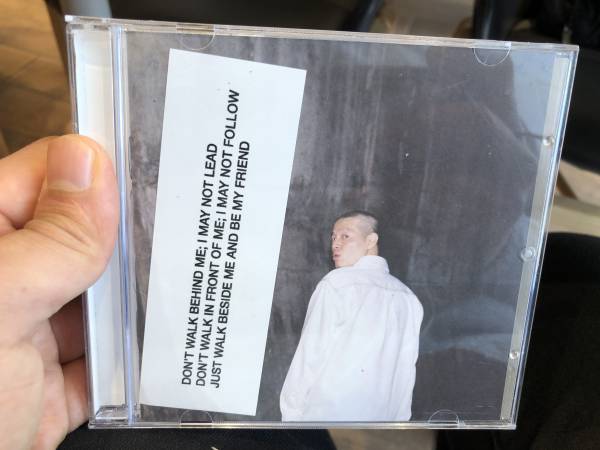 DON'T WALK BEHIND ME; I MAY NOT LEAD
DON'T WALK IN FRONT OF ME; I MAY NOT FOLLOW
JUST WALK BESIDE ME AND BE MY FRIEND